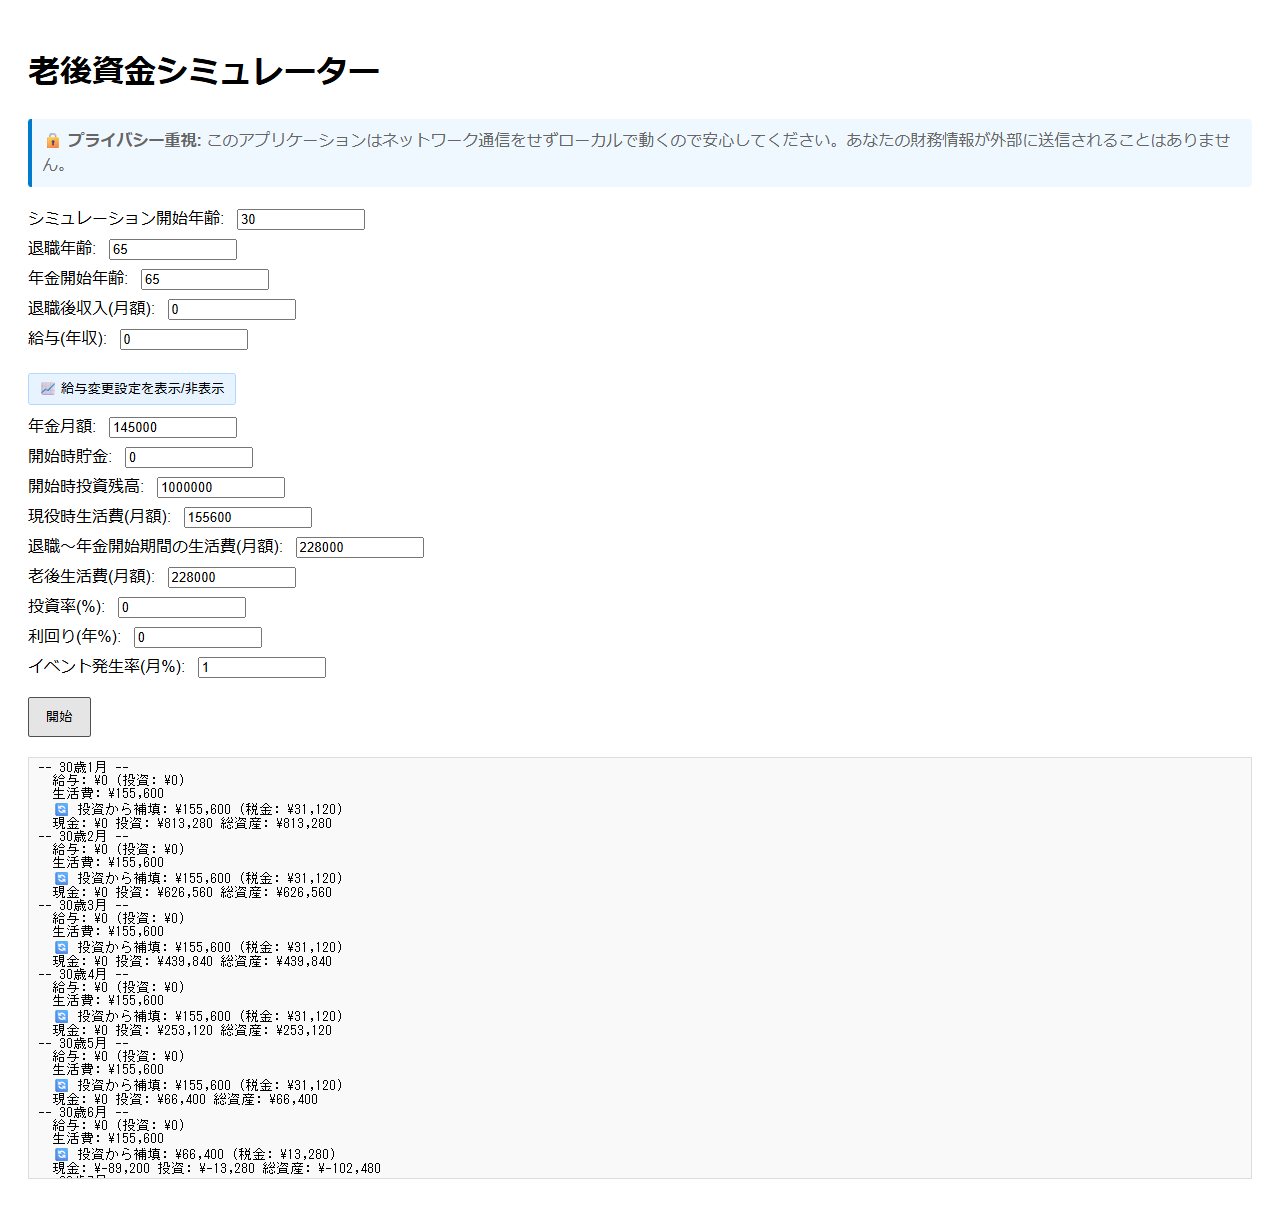 老後資金シミュレーター
🔒 プライバシー重視: このアプリケーションはネットワーク通信をせずローカルで動くので安心してください。あなたの財務情報が外部に送信されることはありませ
ん。
シミュレーション開始年齢: 30
退職年齢: 65
年金開始年齢: 65
退職後収入(月額): 0
給与(年収): 0
📈 給与変更設定を表示/非表示
年金月額: 145000
開始時貯金: 0
開始時投資残高: 1000000
現役時生活費(月額): 155600
退職〜年金開始期間の生活費(月額): 228000
老後生活費(月額): 228000
投資率(%): 0
利回り(年%): 0
イベント発生率(月%): 1
開始
-- 30歳1月 --
給与: ¥0 (投資: ¥0)
生活費: ¥155,600
🔄 投資から補填: ¥155,600 (税金: ¥31,120)
現金: ¥0 投資: ¥813,280 総資産: ¥813,280
-- 30歳2月 --
給与: ¥0 (投資: ¥0)
生活費: ¥155,600
🔄 投資から補填: ¥155,600 (税金: ¥31,120)
現金: ¥0 投資: ¥626,560 総資産: ¥626,560
-- 30歳3月 --
給与: ¥0 (投資: ¥0)
生活費: ¥155,600
🔄 投資から補填: ¥155,600 (税金: ¥31,120)
現金: ¥0 投資: ¥439,840 総資産: ¥439,840
-- 30歳4月 --
給与: ¥0 (投資: ¥0)
生活費: ¥155,600
🔄 投資から補填: ¥155,600 (税金: ¥31,120)
現金: ¥0 投資: ¥253,120 総資産: ¥253,120
-- 30歳5月 --
給与: ¥0 (投資: ¥0)
生活費: ¥155,600
🔄 投資から補填: ¥155,600 (税金: ¥31,120)
現金: ¥0 投資: ¥66,400 総資産: ¥66,400
-- 30歳6月 --
給与: ¥0 (投資: ¥0)
生活費: ¥155,600
🔄 投資から補填: ¥66,400 (税金: ¥13,280)
現金: ¥-89,200 投資: ¥-13,280 総資産: ¥-102,480